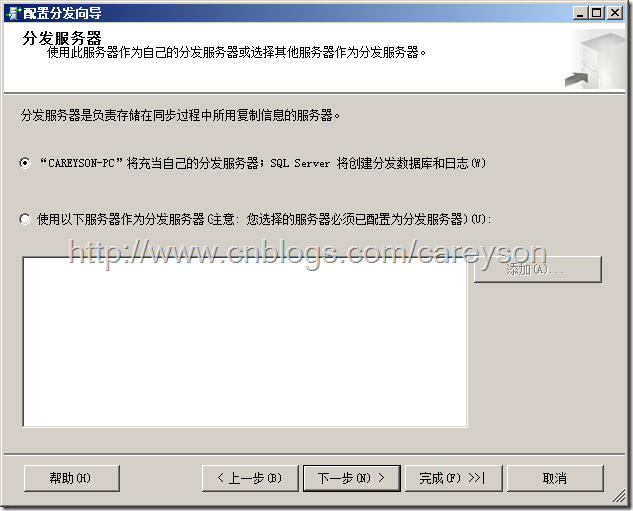 配置分发向导
分发服务器
使用此服务器作为自己的分发服务器或选择其他服务器作为分发服务器。
分发服务器是负责存储在同步过程中所用复制信息的服务器。
“CAREYSON-PC”将充当自己的分发服务器；SQL Server 将创建分发数据库和日志(W)
使用以下服务器作为分发服务器(注意: 您选择的服务器必须已配置为分发服务器)(U):
http://www.cnblogs.com/careyson
添加(A)...
帮助(H)
< 上一步(B)
下一步(N) >
完成(F) >>|
取消